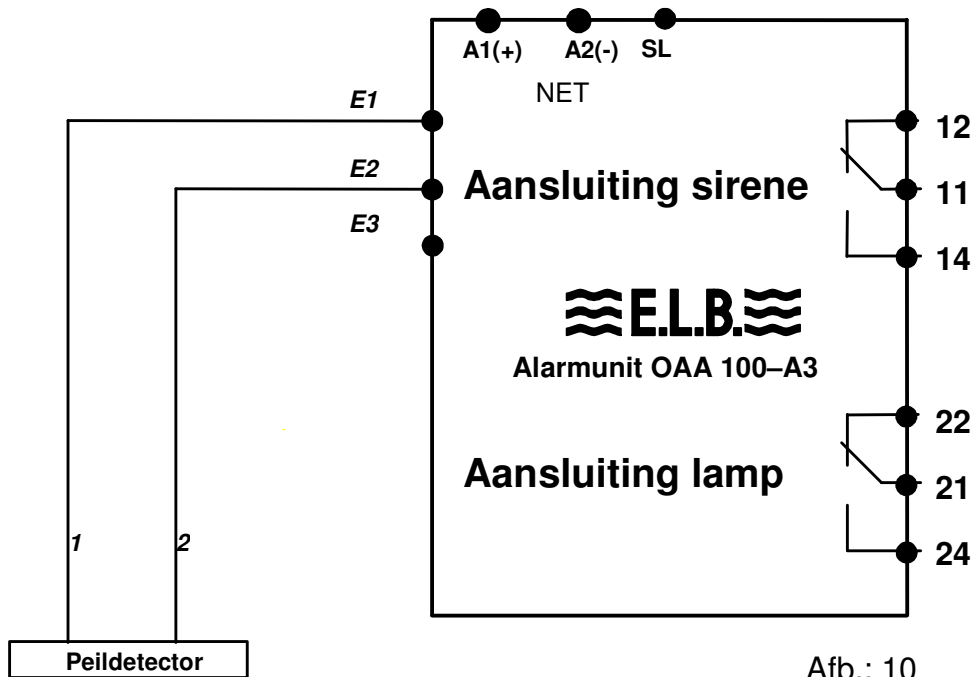 A1(+) A2(-) SL
NET
E1
E2
E3
12
Aansluiting sirene
11
14
E.L.B.
Alarmunit OAA 100–A3
22
Aansluiting lamp
21
24
1 2
Peildetector
Afb.: 10